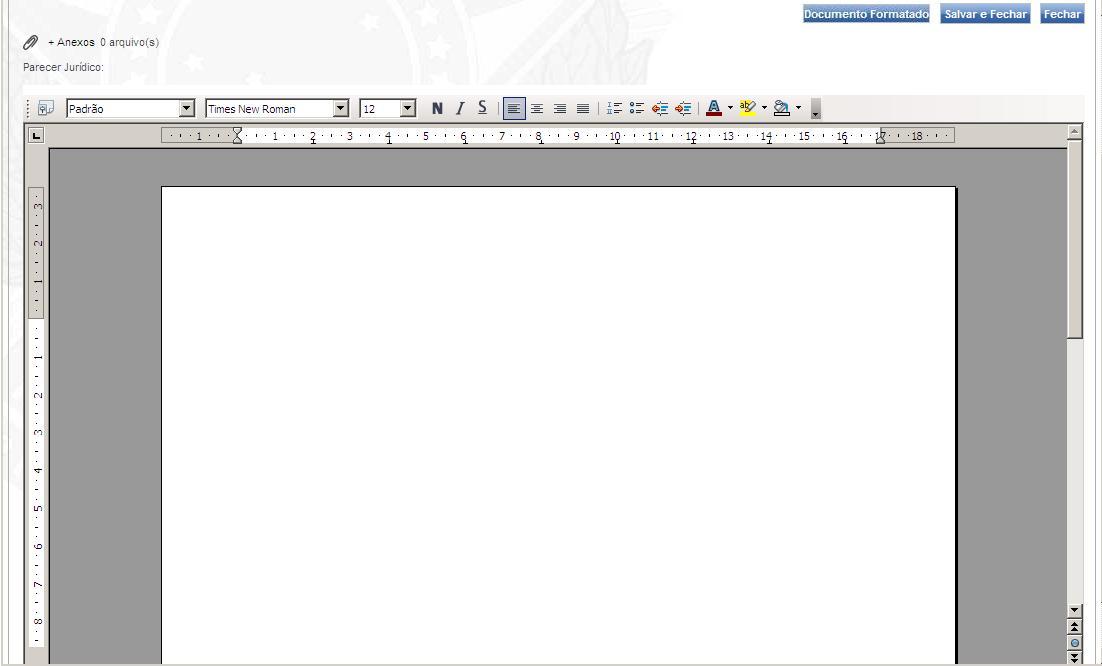 Documento Formatado Salvar e Fechar Fechar
+ Anexos 0 arquivo(s)
Parecer Jurídico:
Padrão Times New Roman 12 N I S
1 1 2 3 4 5 6 7 8 9 10 11 12 13 14 15 16 17 18
3
2
1
1
2
3
4
5
6
7
8